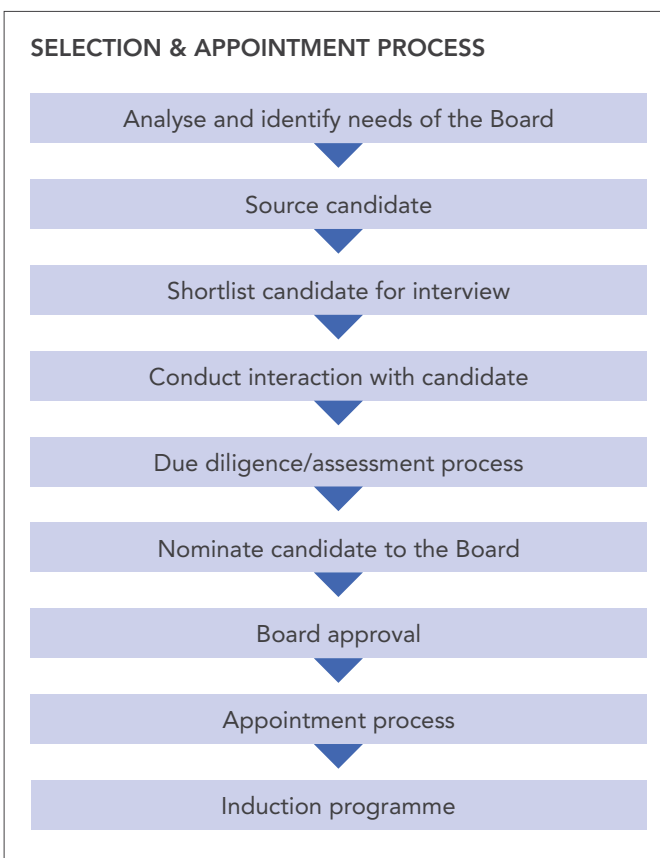 SELECTION & APPOINTMENT PROCESS
Analyse and identify needs of the Board
Source candidate
Shortlist candidate for interview
Conduct interaction with candidate
Due diligence/assessment process
Nominate candidate to the Board
Board approval
Appointment process
Induction programme